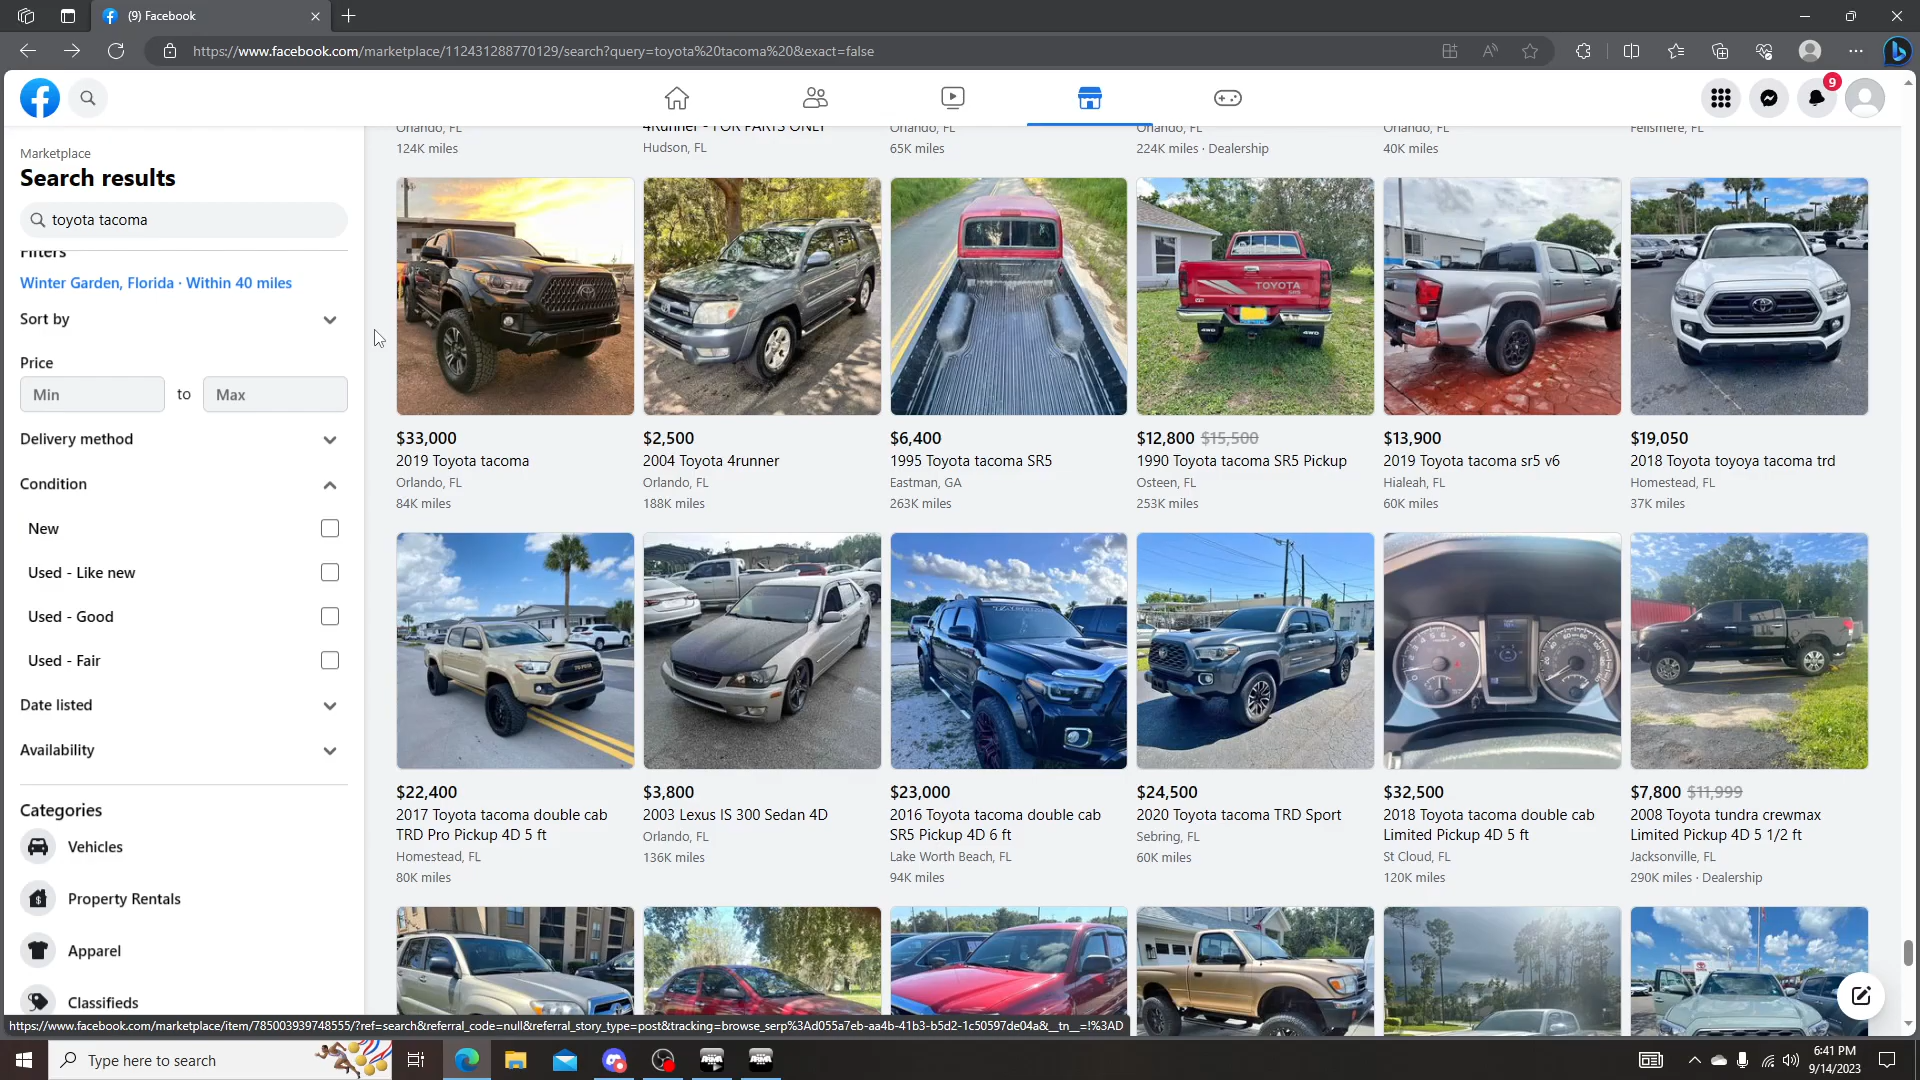 (9) Facebook
https://www.facebook.com/marketplace/112431288770129/search?query=toyota%20tacoma%20&exact=false
9
Marketplace
Search results
toyota tacoma
Filters
Winter Garden, Florida · Within 40 miles
Sort by
Price
Min
to
Max
Delivery method
Condition
New
Used - Like new
Used - Good
Used - Fair
Date listed
Availability
Categories
Vehicles
Property Rentals
Apparel
Classifieds
Orlando, FL
124K miles
4Runner - FOR PARTS ONLY
Hudson, FL
Orlando, FL
65K miles
Orlando, FL
224K miles · Dealership
Orlando, FL
40K miles
Fellsmere, FL
TOYOTA
4WD
4WD
$33,000
2019 Toyota tacoma
Orlando, FL
84K miles
$2,500
2004 Toyota 4runner
Orlando, FL
188K miles
$6,400
1995 Toyota tacoma SR5
Eastman, GA
263K miles
$12,800 $15,500
1990 Toyota tacoma SR5 Pickup
Osteen, FL
253K miles
$13,900
2019 Toyota tacoma sr5 v6
Hialeah, FL
60K miles
$19,050
2018 Toyota toyoya tacoma trd
Homestead, FL
37K miles
$22,400
2017 Toyota tacoma double cab
TRD Pro Pickup 4D 5 ft
Homestead, FL
80K miles
$3,800
2003 Lexus IS 300 Sedan 4D
Orlando, FL
136K miles
$23,000
2016 Toyota tacoma double cab
SR5 Pickup 4D 6 ft
Lake Worth Beach, FL
94K miles
$24,500
2020 Toyota tacoma TRD Sport
Sebring, FL
60K miles
$32,500
2018 Toyota tacoma double cab
Limited Pickup 4D 5 ft
St Cloud, FL
120K miles
$7,800 $11,999
2008 Toyota tundra crewmax
Limited Pickup 4D 5 1/2 ft
Jacksonville, FL
290K miles · Dealership
https://www.facebook.com/marketplace/item/785003939748555/?ref=search&referral_code=null&referral_story_type=post&tracking=browse_serp%3Ad055a7eb-aa4b-41b3-b5d2-1c50597de04a&__tn__=!%3AD
Type here to search
6:41 PM
9/14/2023